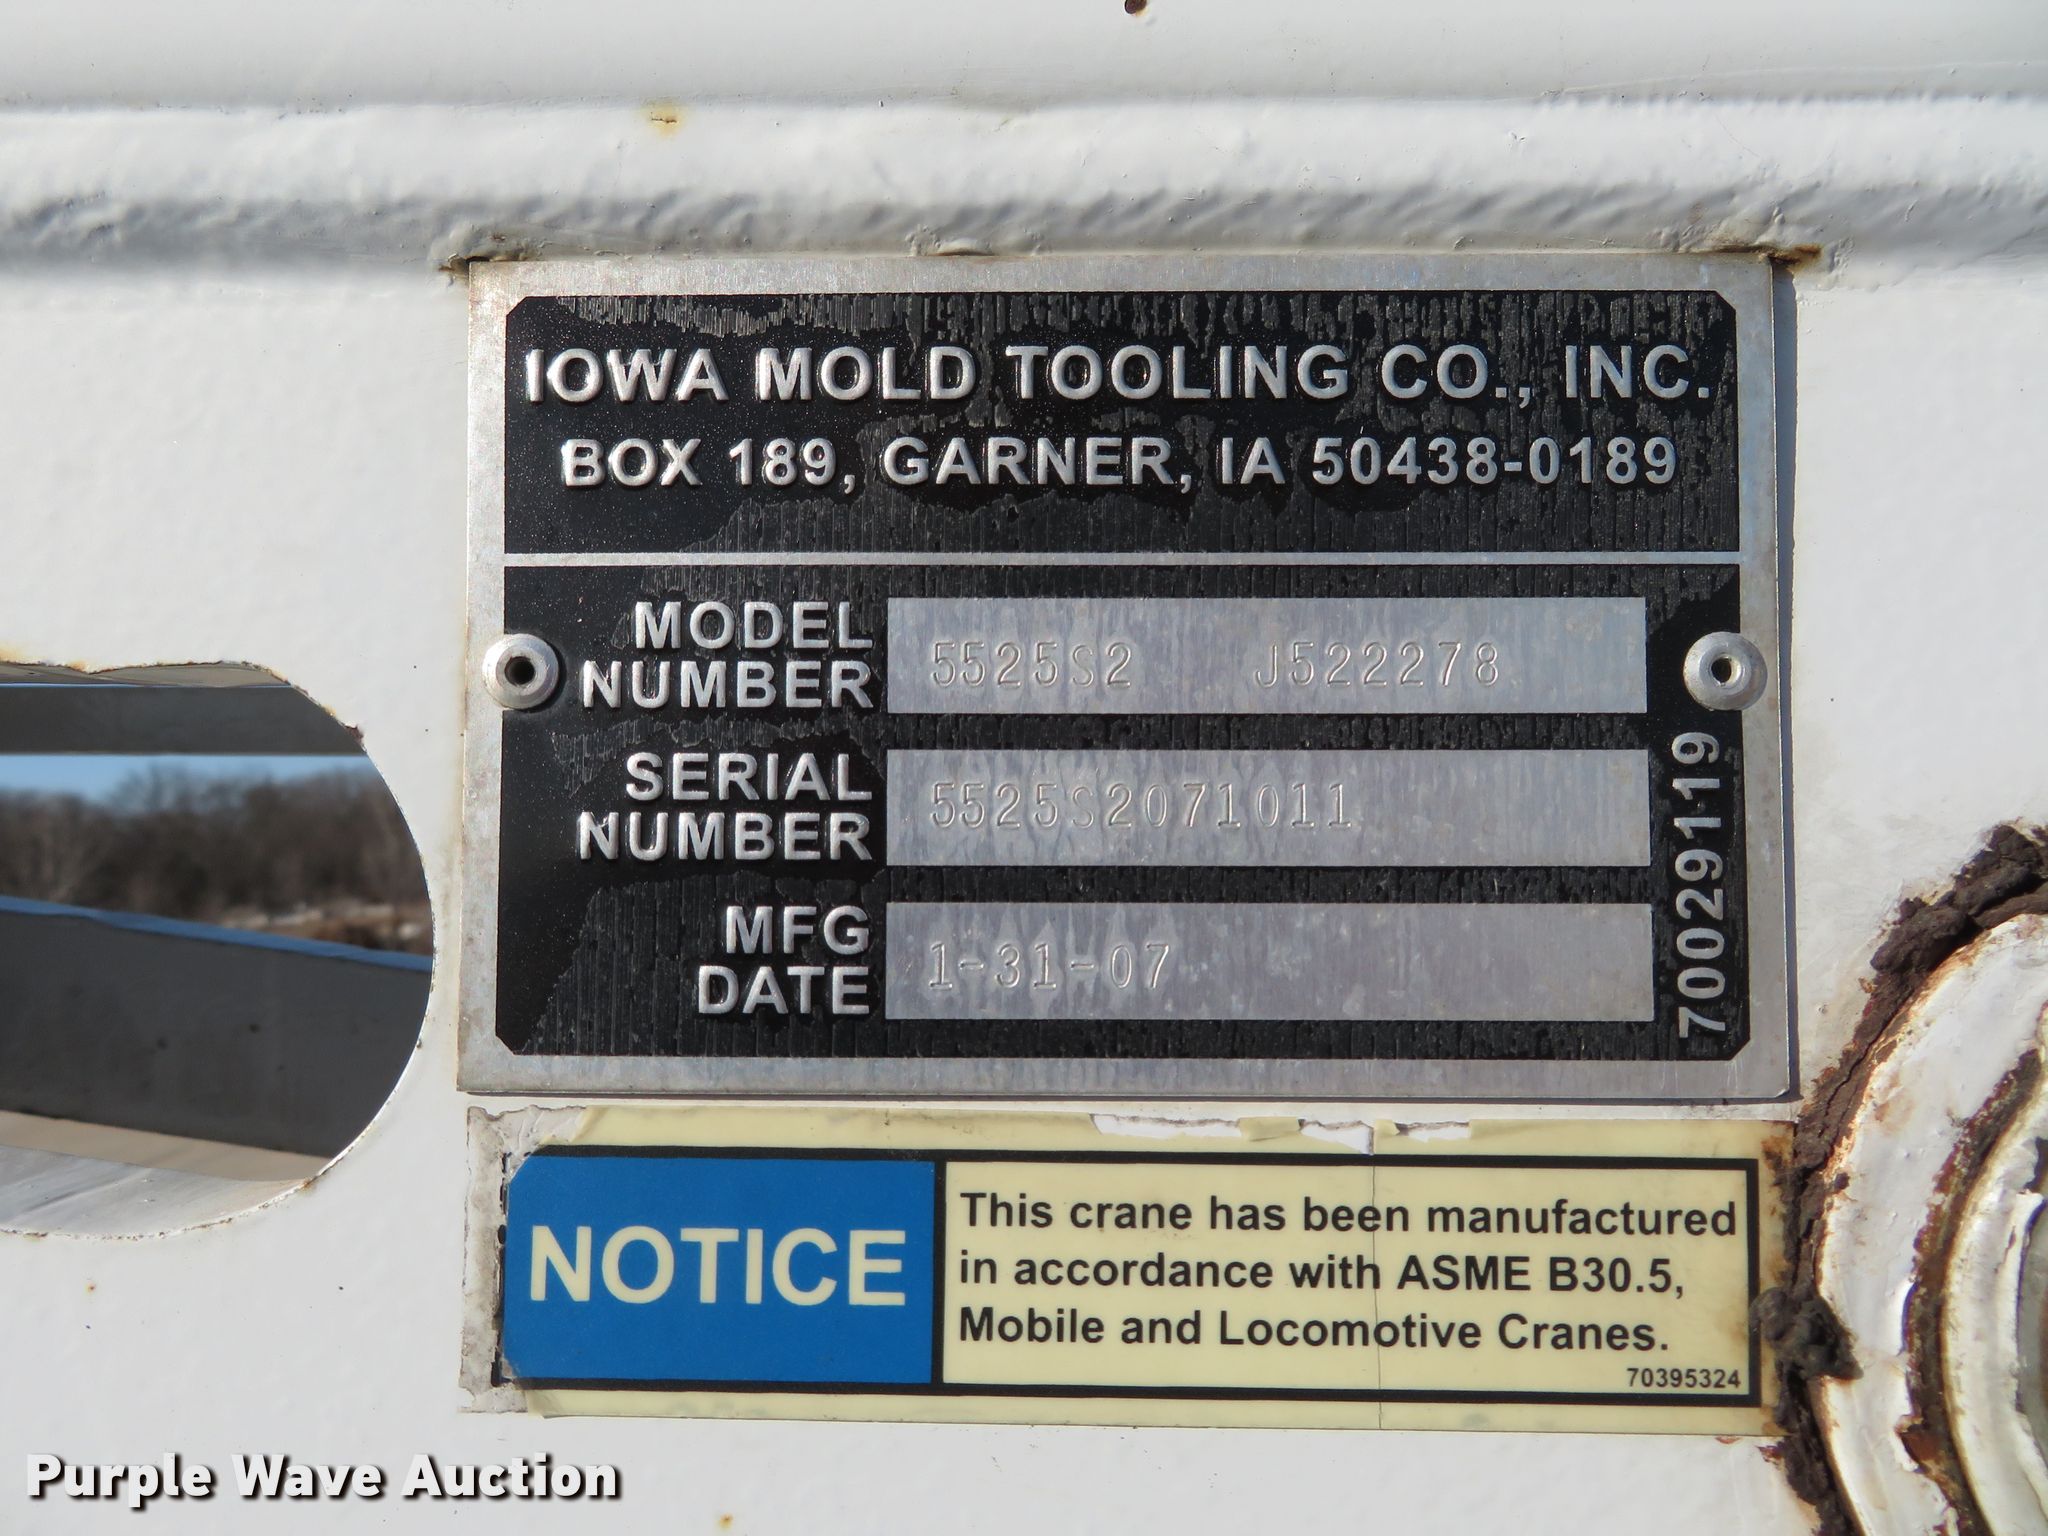 IOWA MOLD TOOLING CO., INC.
BOX 189, GARNER, IA 50438-0189
MODEL NUMBER 5525S2 J522278
SERIAL NUMBER 5525S2071011
MFG DATE 1-31-07
70029119
NOTICE
This crane has been manufactured
in accordance with ASME B30.5,
Mobile and Locomotive Cranes.
70395324
Purple Wave Auction